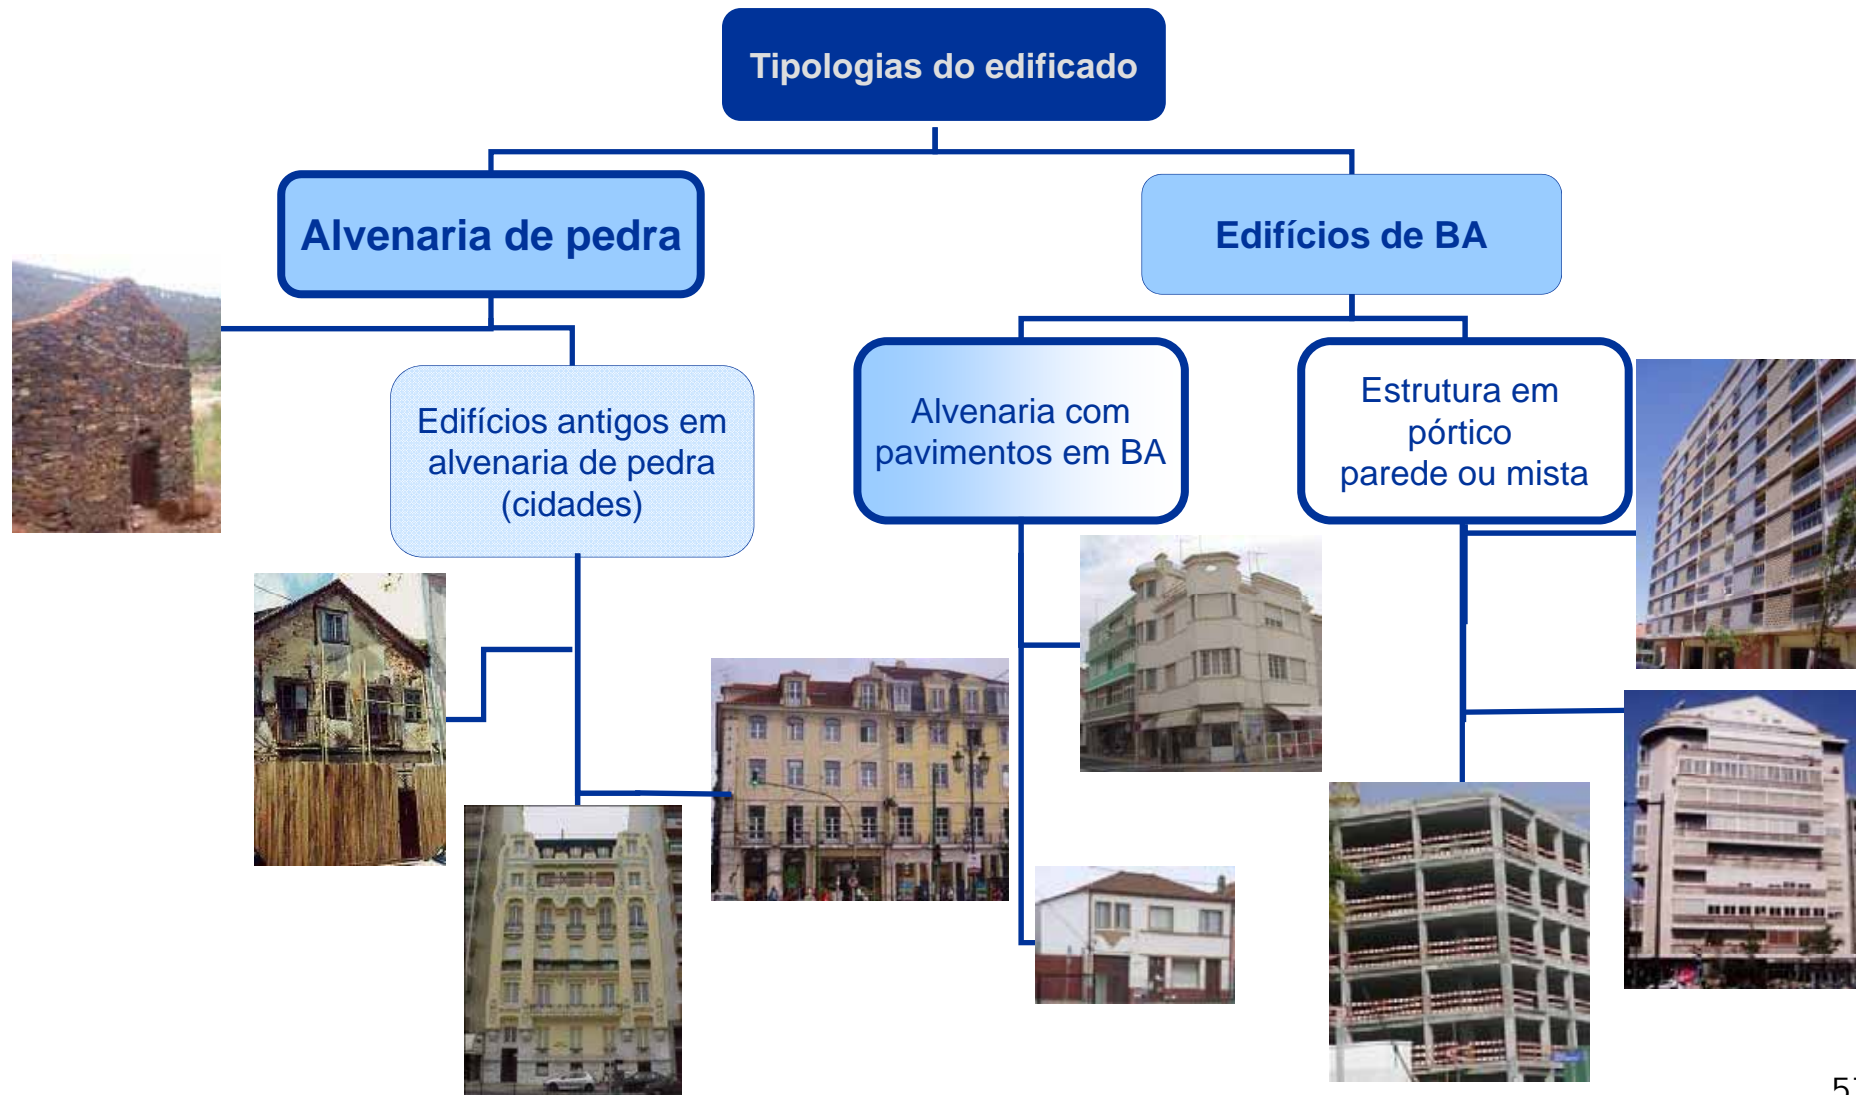 Tipologias do edificado
Alvenaria de pedra
Edifícios de BA
Edifícios antigos em
alvenaria de pedra
(cidades)
Alvenaria com
pavimentos em BA
Estrutura em
pórtico
parede ou mista